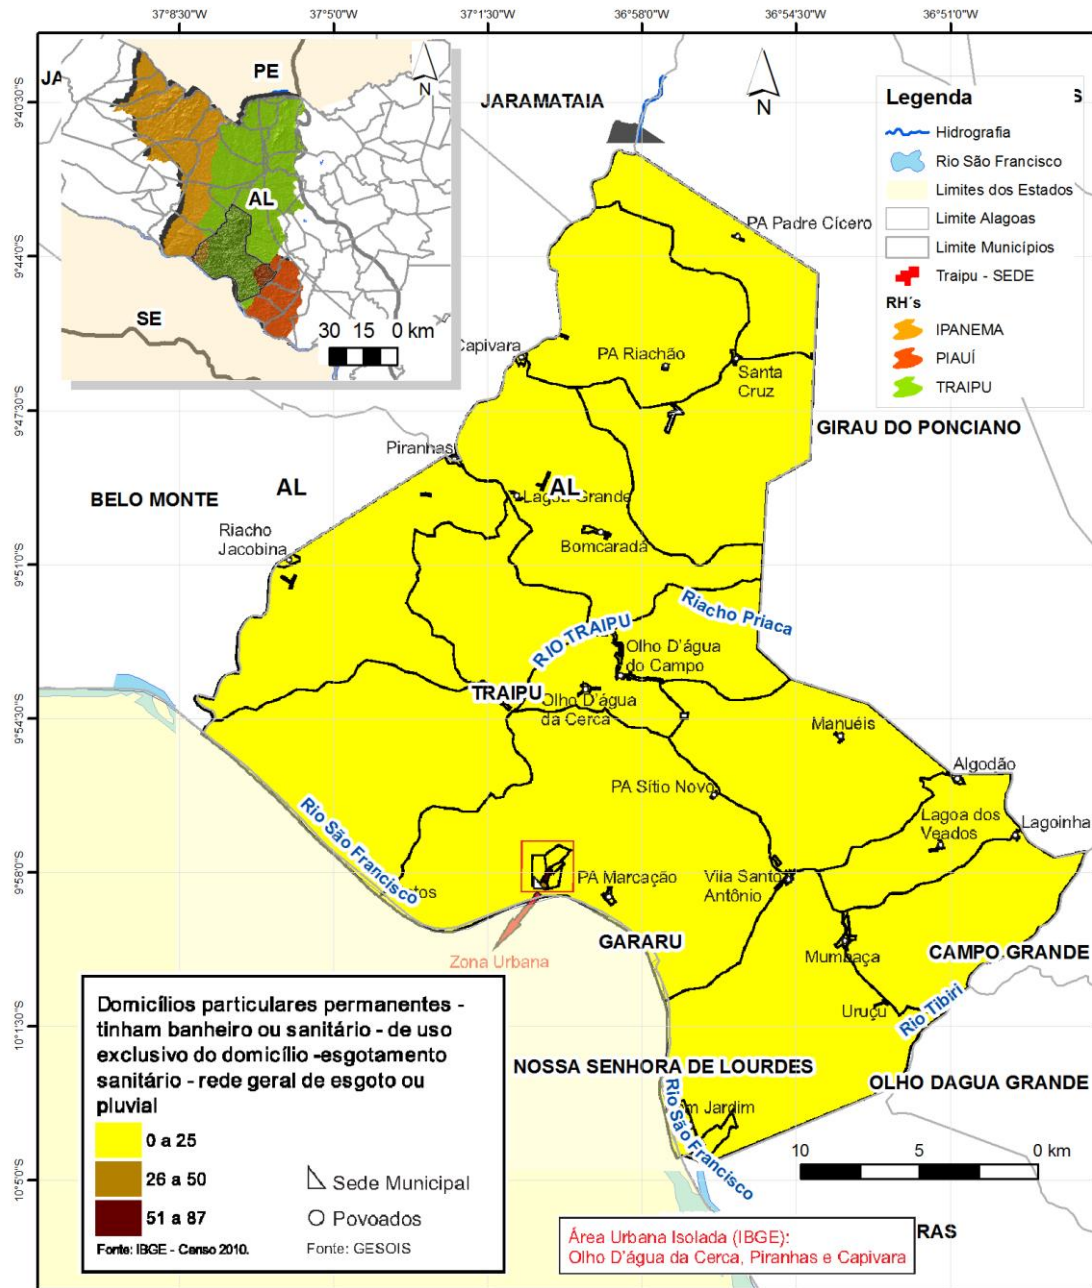 37°8'30"W
37°5'0"W
37°1'30"W
36°58'0"W
36°54'30"W
36°51'0"W
9°40'30"S
9°44'0"S
9°47'30"S
9°51'0"S
9°54'30"S
9°58'0"S
10°1'30"S
10°5'0"S
JA
PE
N
AL
SE
30 15 0 km
JARAMATAIA
N
Legenda
S
Hidrografia
Rio São Francisco
Limites dos Estados
Limite Alagoas
Limite Municípios
Traipu - SEDE
RH´s
IPANEMA
PIAUÍ
TRAIPU
PA Padre Cícero
Capivara
PA Riachão
Santa
Cruz
GIRAU DO PONCIANO
Piranhas
BELO MONTE
AL
AL
Lagoa Grande
Riacho
Jacobina
Bomcaradá
Riacho Priaca
RIO TRAIPU
Olho D'água
do Campo
TRAIPU
Olho D'água
da Cerca
Manuéis
Algodão
PA Sítio Novo
Lagoa dos
Veados
Lagoinha
Rio São Francisco
tos
PA Marcação
Vila Santo
Antônio
GARARU
Mumbaça
CAMPO GRANDE
Zona Urbana
Uruçu
Rio Tibiri
NOSSA SENHORA DE LOURDES
OLHO DAGUA GRANDE
m Jardim
Rio São Francisco
10 5 0 km
RAS
Domicílios particulares permanentes -
tinham banheiro ou sanitário - de uso
exclusivo do domicílio -esgotamento
sanitário - rede geral de esgoto ou
pluvial
0 a 25
26 a 50
51 a 87
Sede Municipal
Povoados
Fonte: IBGE - Censo 2010.
Fonte: GESOIS
Área Urbana Isolada (IBGE):
Olho D'água da Cerca, Piranhas e Capivara